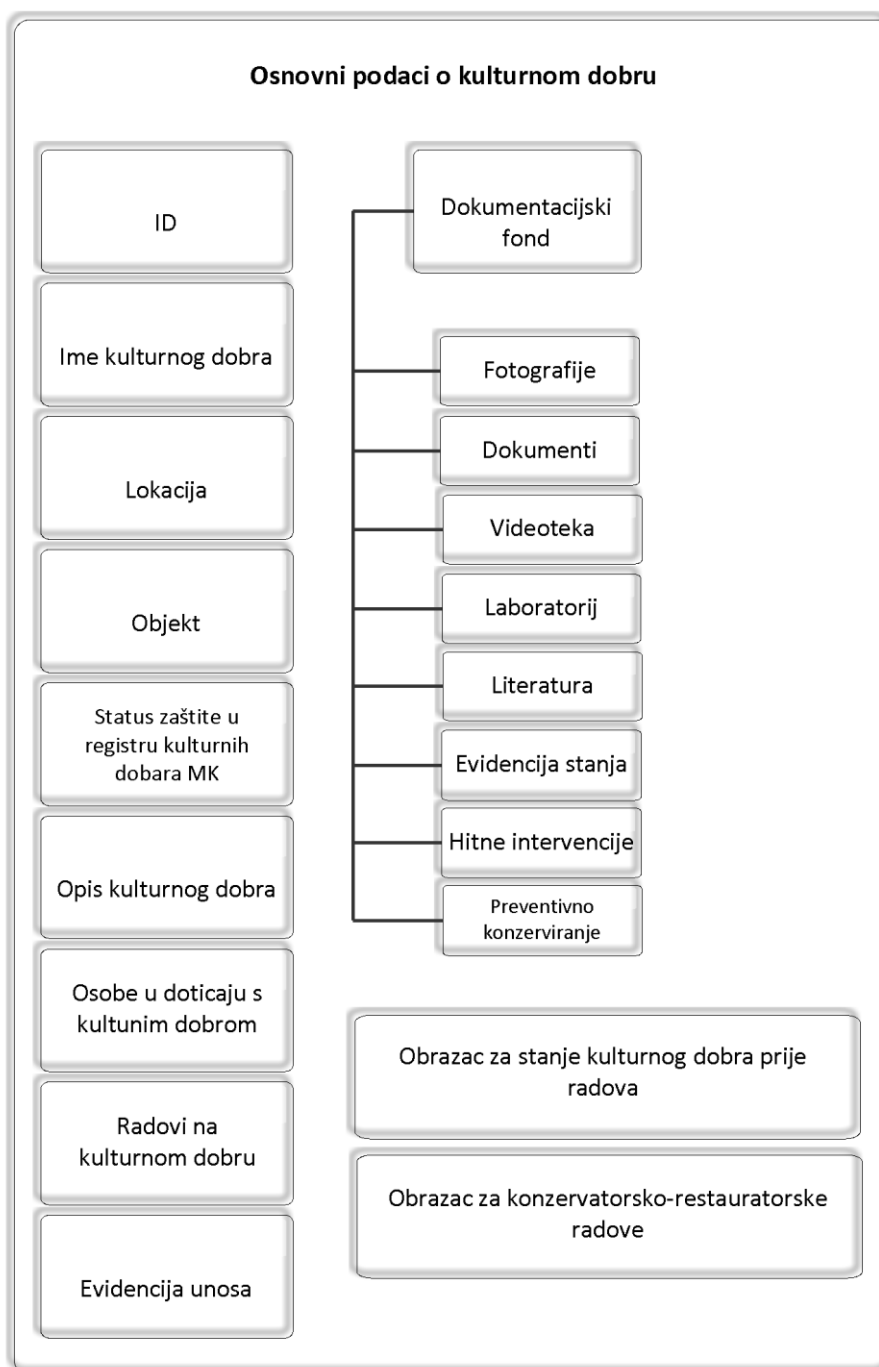 Osnovni podaci o kulturnom dobru
ID
Ime kulturnog dobra
Lokacija
Objekt
Status zaštite u
registru kulturnih
dobara MK
Opis kulturnog dobra
Osobe u doticaju s
kultunim dobrom
Radovi na
kulturnom dobru
Evidencija unosa
Dokumentacijski
fond
Fotografije
Dokumenti
Videoteka
Laboratorij
Literatura
Evidencija stanja
Hitne intervencije
Preventivno
konzerviranje
Obrazac za stanje kulturnog dobra prije
radova
Obrazac za konzervatorsko-restauratorske
radove